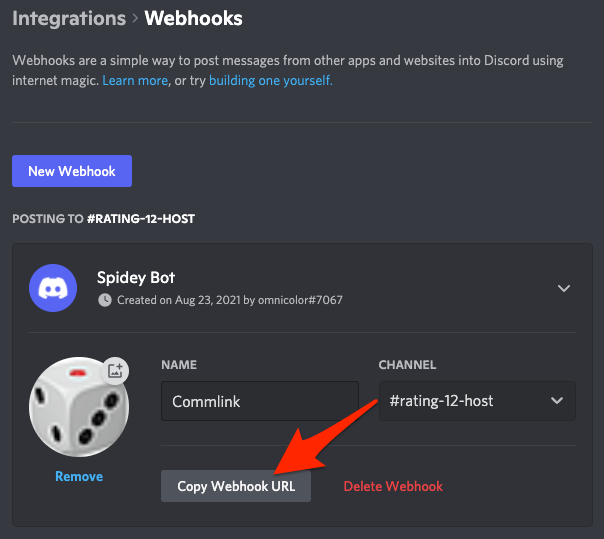 Integrations › Webhooks
Webhooks are a simple way to post messages from other apps and websites into Discord using
internet magic. Learn more, or try building one yourself.
New Webhook
POSTING TO #RATING-12-HOST
Spidey Bot
Created on Aug 23, 2021 by omnicolor#7067
NAME
CHANNEL
Commlink
#rating-12-host
Remove
Copy Webhook URL
Delete Webhook